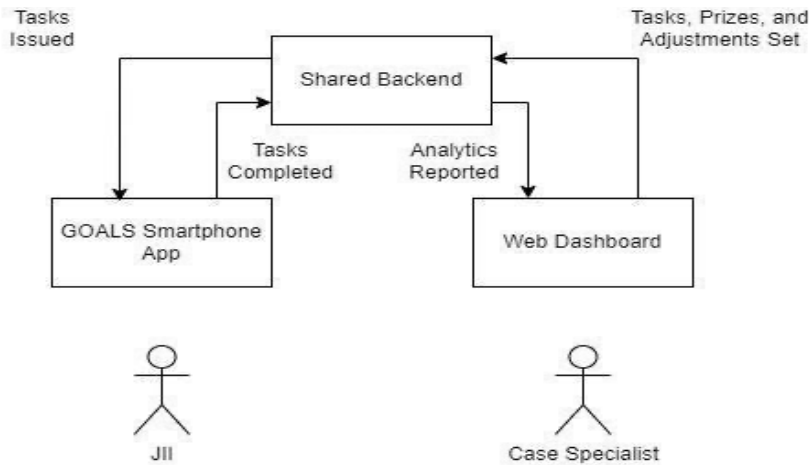 Tasks
Issued
Tasks, Prizes, and
Adjustments Set
Shared Backend
Tasks
Completed
Analytics
Reported
GOALS Smartphone
App
Web Dashboard
JII
Case Specialist